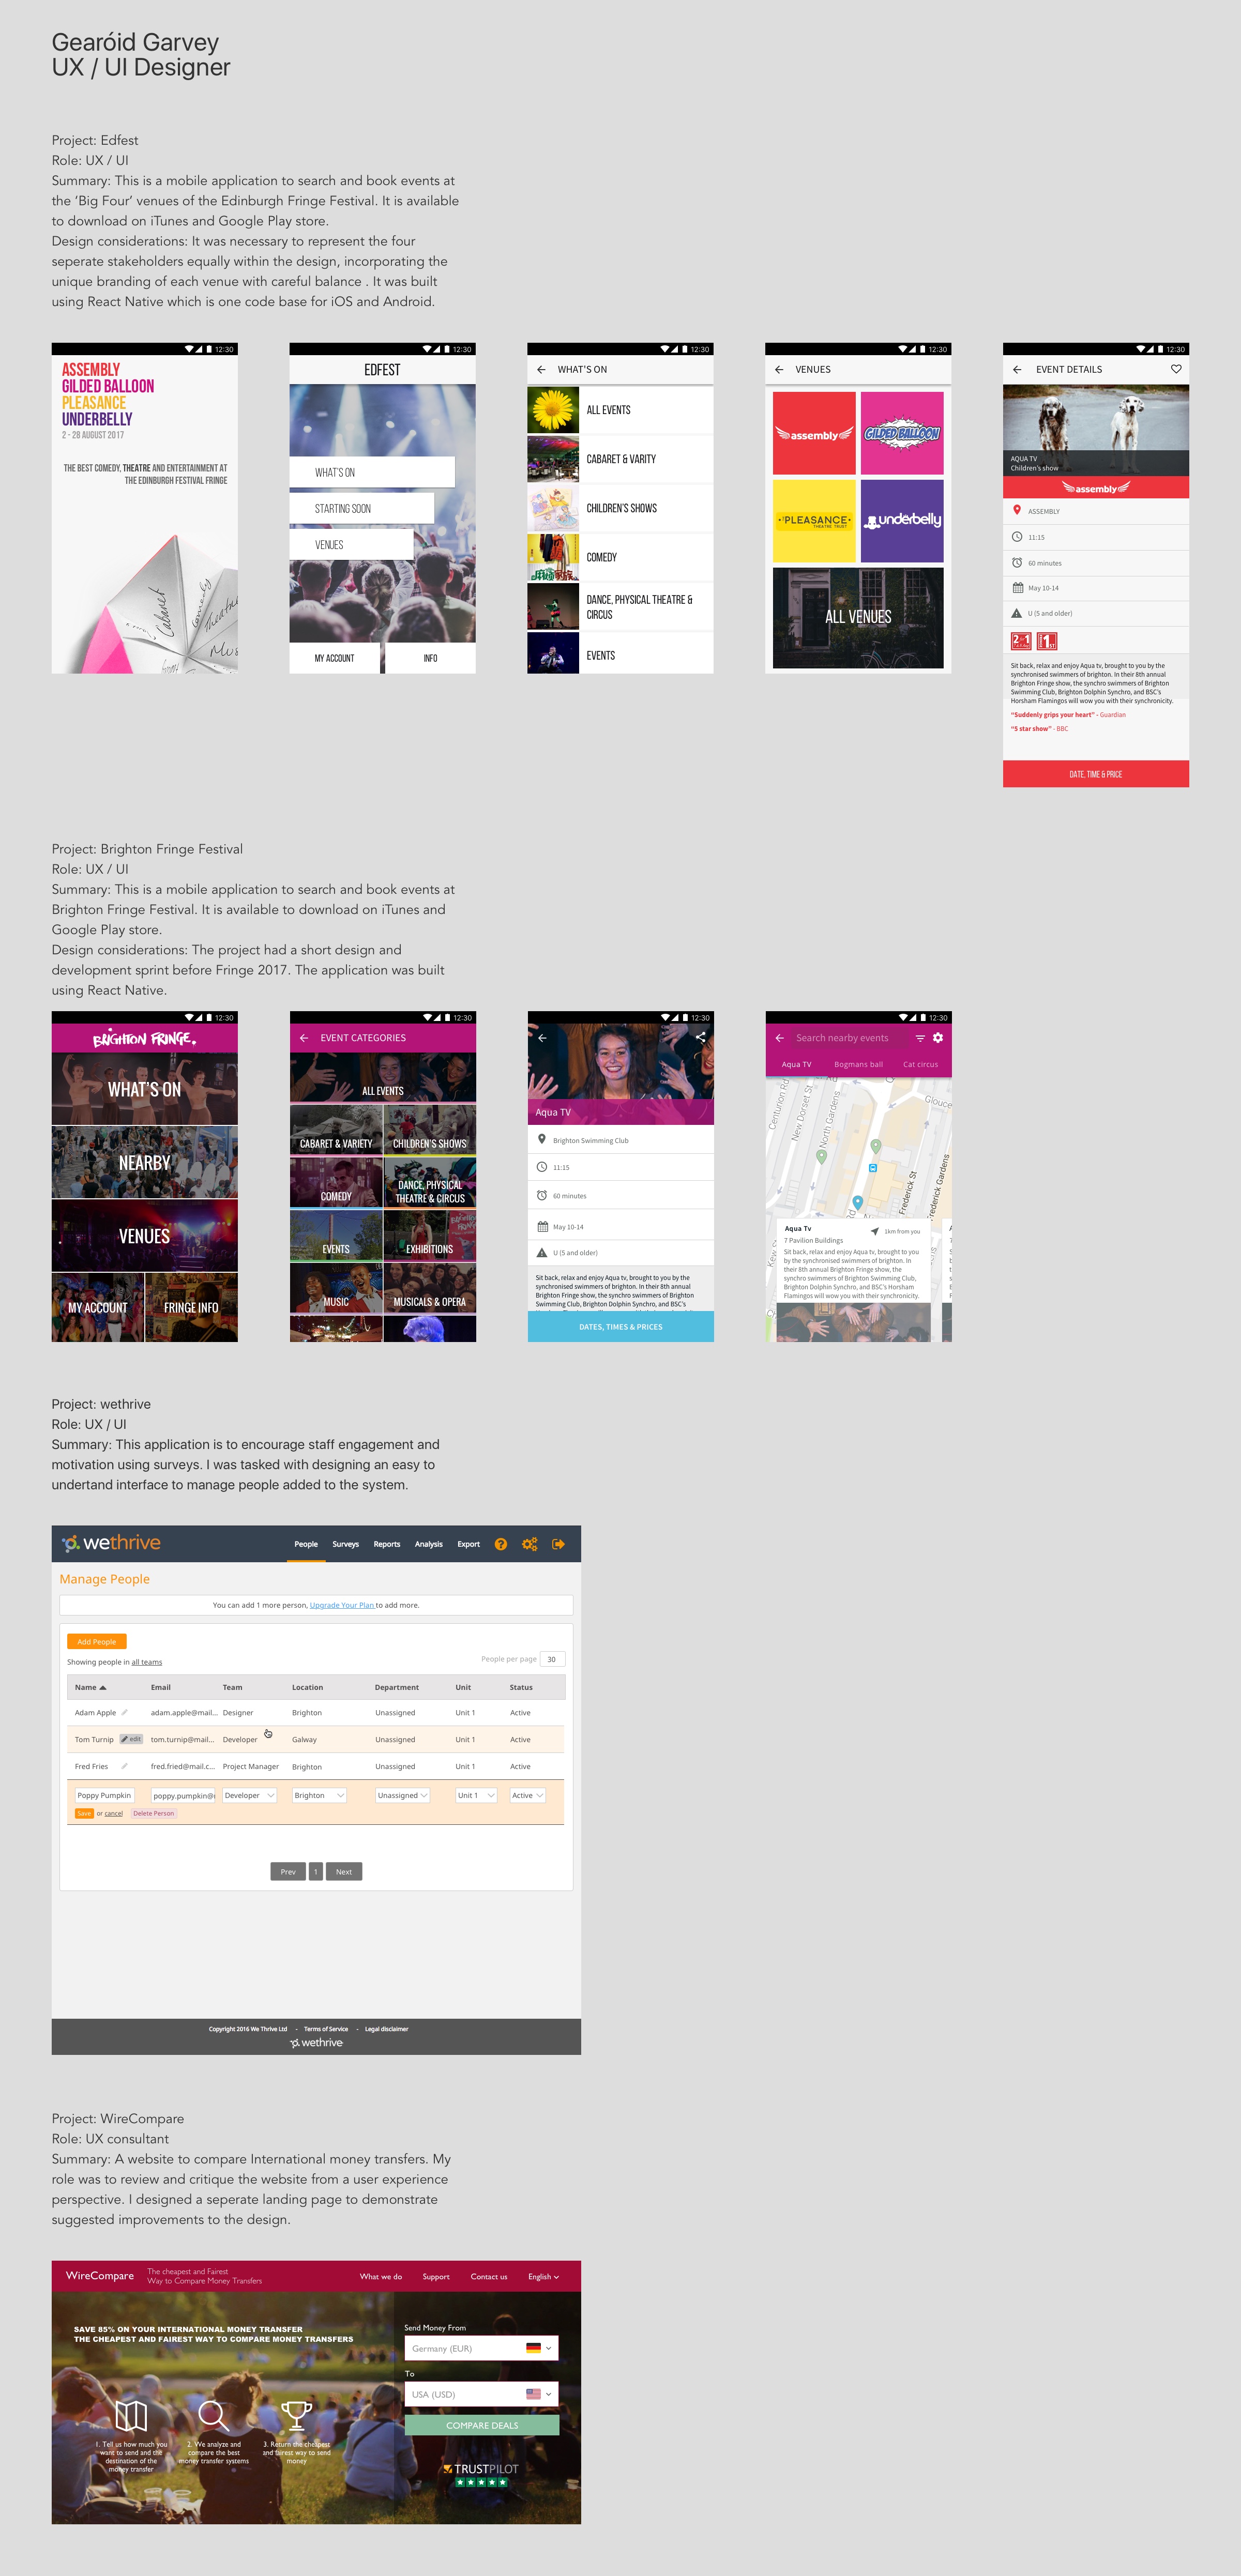 Gearóid Garvey
UX / UI Designer
Project: Edfest
Role: UX / UI
Summary: This is a mobile application to search and book events at
the ‘Big Four’ venues of the Edinburgh Fringe Festival. It is available
to download on iTunes and Google Play store.
Design considerations: It was necessary to represent the four
seperate stakeholders equally within the design, incorporating the
unique branding of each venue with careful balance . It was built
using React Native which is one code base for iOS and Android.
12:30
ASSEMBLY
GILDED BALLOON
PLEASANCE
UNDERBELLY
2 - 28 AUGUST 2017
THE BEST COMEDY, THEATRE AND ENTERTAINMENT AT
THE EDINBURGH FESTIVAL FRINGE
Cabaret
Comedy
Theatre
12:30
EDFEST
WHAT'S ON
STARTING SOON
VENUES
MY ACCOUNT
INFO
12:30
WHAT'S ON
ALL EVENTS
CABARET & VARITY
CHILDREN'S SHOWS
COMEDY
DANCE, PHYSICAL THEATRE &
CIRCUS
EVENTS
12:30
VENUES
assembly
GILDED BALLOON
PLEASANCE
THEATRE TRUST
underbelly
ALL VENUES
12:30
EVENT DETAILS
AQUA TV
Children's show
assembly
ASSEMBLY
11:15
60 minutes
May 10-14
U (5 and older)
Sit back, relax and enjoy Aqua tv, brought to you by the
synchronised swimmers of brighton. In their 8th annual
Brighton Fringe show, the synchro swimmers of Brighton
Swimming Club, Brighton Dolphin Synchro, and BSC's
Horsham Flamingos will wow you with their synchronicity.
“Suddenly grips your heart” - Guardian
“5 star show” - BBC
DATE, TIME & PRICE
Project: Brighton Fringe Festival
Role: UX / UI
Summary: This is a mobile application to search and book events at
Brighton Fringe Festival. It is available to download on iTunes and
Google Play store.
Design considerations: The project had a short design and
development sprint before Fringe 2017. The application was built
using React Native.
12:30
BRIGHTON FRINGE.
WHAT'S ON
NEARBY
VENUES
MY ACCOUNT
FRINGE INFO
12:30
EVENT CATEGORIES
ALL EVENTS
CABARET & VARIETY
CHILDREN'S SHOWS
COMEDY
DANCE, PHYSICAL
THEATRE & CIRCUS
EVENTS
EXHIBITIONS
MUSIC
MUSICALS & OPERA
12:30
Aqua TV
Brighton Swimming Club
11:15
60 minutes
May 10-14
U (5 and older)
Sit back, relax and enjoy Aqua tv, brought to you by the
synchronised swimmers of brighton. In their 8th annual
Brighton Fringe show, the synchro swimmers of Brighton
Swimming Club, Brighton Dolphin Synchro, and BSC's
DATES, TIMES & PRICES
12:30
Search nearby events
Aqua TV
Bogmans ball
Cat circus
Centurion Rd
New Dorset St
North Gardens
Glouce
Frederick St
Frederick Gardens
Aqua Tv
1km from you
7 Pavilion Buildings
Sit back, relax and enjoy Aqua tv, brought to you
by the synchronised swimmers of brighton. In
their 8th annual Brighton Fringe show, the
synchro swimmers of Brighton Swimming Club,
Brighton Dolphin Synchro, and BSC's Horsham
Flamingos will wow you with their synchronicity.
Project: wethrive
Role: UX / UI
Summary: This application is to encourage staff engagement and
motivation using surveys. I was tasked with designing an easy to
undertand interface to manage people added to the system.
wethrive
People
Surveys
Reports
Analysis
Export
Manage People
You can add 1 more person, Upgrade Your Plan to add more.
Add People
Showing people in all teams
People per page 30
Name Email Team Location Department Unit Status
Adam Apple adam.apple@mail... Designer Brighton Unassigned Unit 1 Active
Tom Turnip edit tom.turnip@mail... Developer Galway Unassigned Unit 1 Active
Fred Fries fred.fried@mail.c... Project Manager Brighton Unassigned Unit 1 Active
Poppy Pumpkin poppy.pumpkin@ Developer Brighton Unassigned Unit 1 Active
Save or cancel Delete Person
Prev 1 Next
Copyright 2016 We Thrive Ltd - Terms of Service - Legal disclaimer
wethrive
Project: WireCompare
Role: UX consultant
Summary: A website to compare International money transfers. My
role was to review and critique the website from a user experience
perspective. I designed a seperate landing page to demonstrate
suggested improvements to the design.
WireCompare
The cheapest and Fairest
Way to Compare Money Transfers
What we do
Support
Contact us
English
SAVE 85% ON YOUR INTERNATIONAL MONEY TRANSFER
THE CHEAPEST AND FAIREST WAY TO COMPARE MONEY TRANSFERS
1. Tell us how much you
want to send and the
destination of the
money transfer
2. We analyze and
compare the best
money transfer systems
3. Return the cheapest
and fairest way to send
money
Send Money From
Germany (EUR)
To
USA (USD)
COMPARE DEALS
TRUSTPILOT